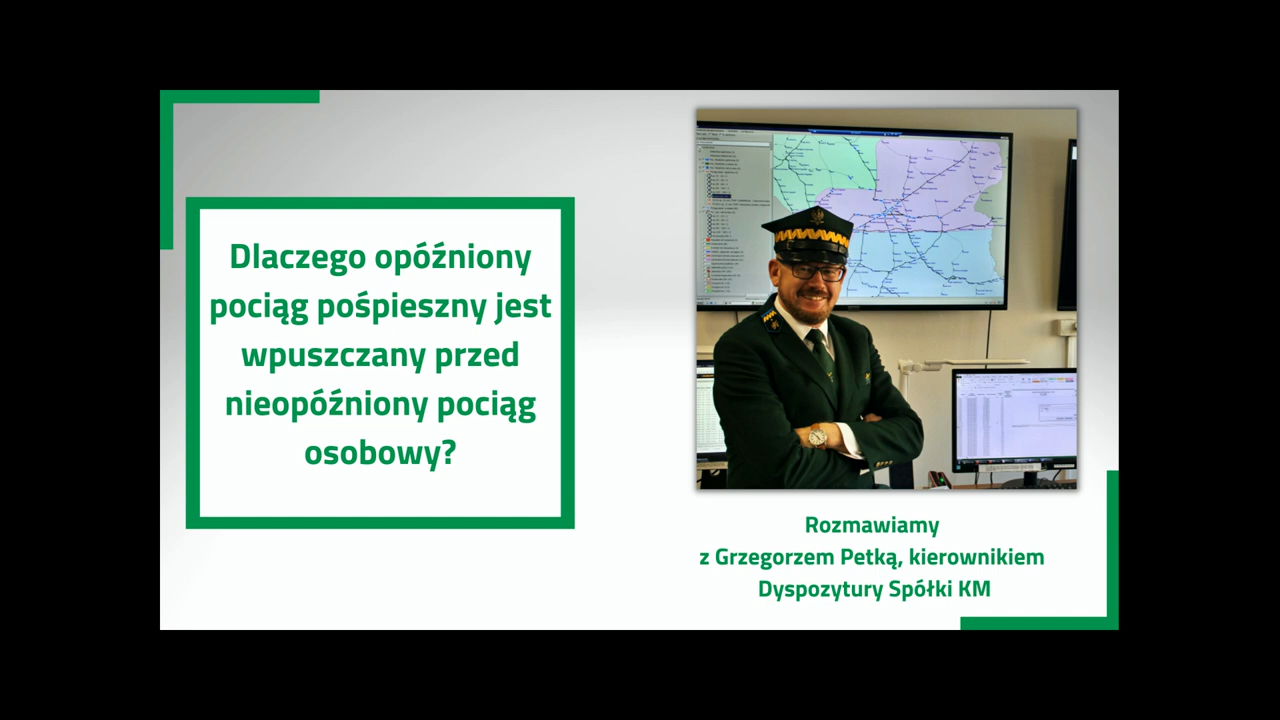 Dlaczego opóźniony
pociąg pośpieszny jest
wpuszczany przed
nieopóźniony pociąg
osobowy?
Rozmawiamy
z Grzegorzem Petką, kierownikiem
Dyspozytury Spółki KM